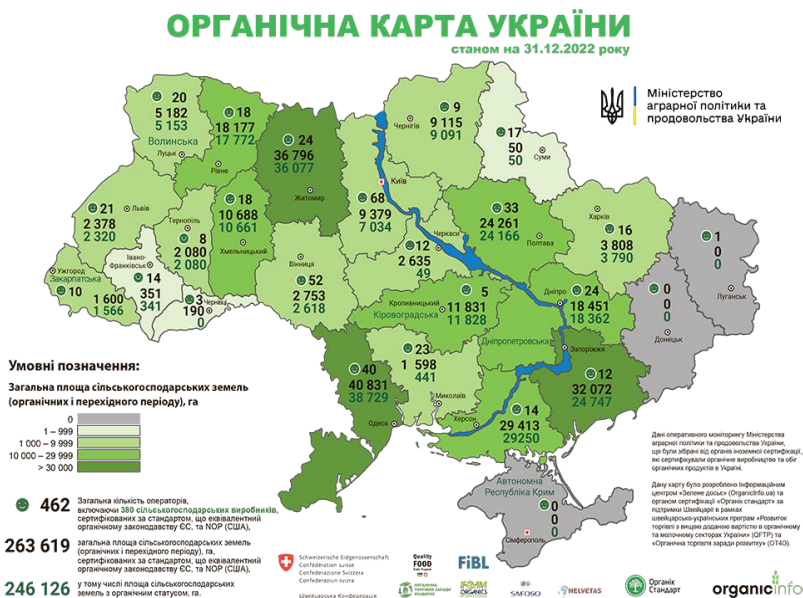 ОРГАНІЧНА КАРТА УКРАЇНИ
станом на 31.12.2022 року
Міністерство
аграрної політики та
продовольства України
20
5 182
5 153
Волинська
Луцьк
18
18 177
17 772
Рівне
24
36 796
36 077
Житомир
Київ
68
9 379
7 034
9
9 115
9 091
Чернігів
17
50
50
Суми
21
Львів
2 378
2 320
Тернопіль
8
2 080
2 080
18
10 688
10 661
Хмельницький
Вінниця
52
2 753
2 618
Черкаси
12
2 635
49
33
24 261
24 166
Полтава
Харків
16
3 808
3 790
1
0
0
Луганськ
Ужгород
Закарпатська
10
1 600
1 566
Івано-
Франківськ
14
351
341
3
Чернівці
190
0
Кропивницький
Кіровоградська
5
11 831
11 828
Дніпро
24
18 451
18 362
Дніпропетровська
0
0
0
Донецьк
40
40 831
38 729
Одеса
23
1 598
441
Миколаїв
Херсон
14
29 413
29250
Запоріжжя
12
32 072
24 747
Автономна
Республіка Крим
0
0
0
Сімферополь
Умовні позначення:
Загальна площа сільськогосподарських земель
(органічних і перехідного періоду), га
0
1 – 999
1 000 – 9 999
10 000 – 29 999
> 30 000
462 Загальна кількість операторів,
включаючи 380 сільськогосподарських виробників,
сертифікованих за стандартом, що еквівалентний
органічному законодавству ЄС, та NOP (США),
263 619 загальна площа сільськогосподарських земель
(органічних і перехідного періоду), га,
сертифікованих за стандартом, що еквівалентний
органічному законодавству ЄС, та NOP (США),
246 126 у тому числі площа сільськогосподарських
земель з органічним статусом, га.
Дані оперативного моніторингу Міністерства
аграрної політики та продовольства України,
що були зібрані від органів іноземної сертифікації,
які сертифікували органічне виробництво та обіг
органічних продуктів в Україні.
Дану карту було розроблено Інформаційним
центром «Зелене досьє» (OrganicInfo.ua) та
органом сертифікації «Органік стандарт» за
підтримки Швейцарії в рамках
швейцарсько-українських програм «Розвиток
торгівлі з вищою доданою вартістю в органічному
та молочному секторах України» (QFTP) та
«Органічна торгівля заради розвитку» (OT4D).
Schweizerische Eidgenossenschaft
Confédération suisse
Confederazione Svizzera
Confederaziun svizra
Швейцарська Конфедерація
Quality
FOOD
FiBL
ОРГАНІЧНА
ТОРГІВЛЯ ЗАРАДИ
РОЗВИТКУ
IFOAM
ORGANICS
SAFOSO
HELVETAS
Органік
Стандарт
organicinfo